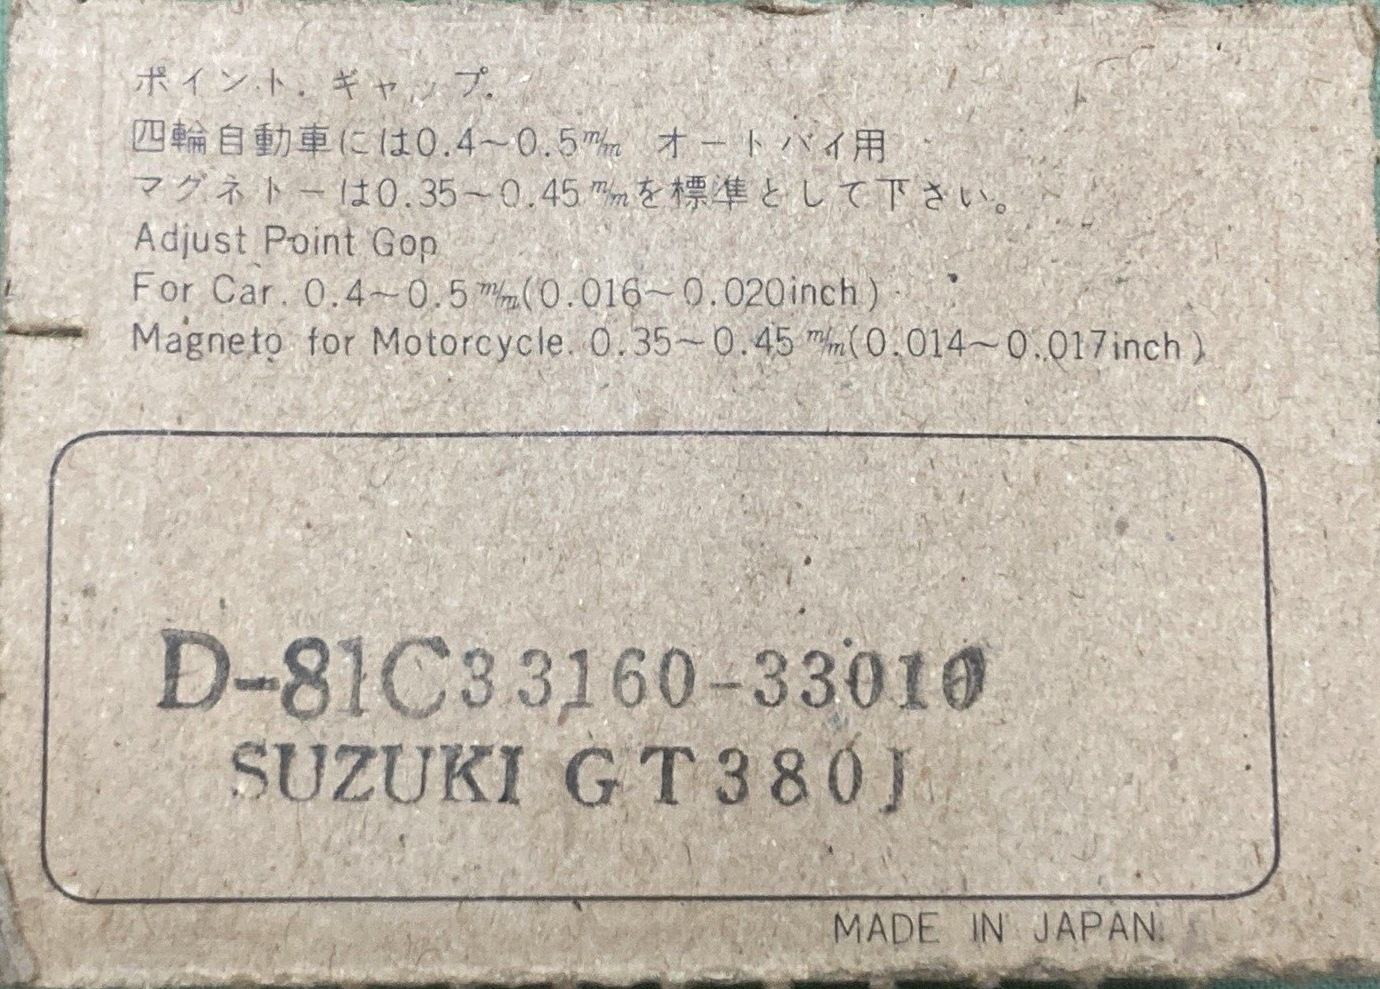 ポイント.ギャップ.
四輪自動車には0.4~0.5m/m オートバイ用
マグネトーは0.35~0.45m/mを標準として下さい。
Adjust Point Gop
For Car. 0.4~0.5m/m(0.016~0.020inch)
Magneto for Motorcycle. 0.35~0.45m/m(0.014~0.017inch)
D-81C33160-33010
SUZUKI GT380J
MADE IN JAPAN.